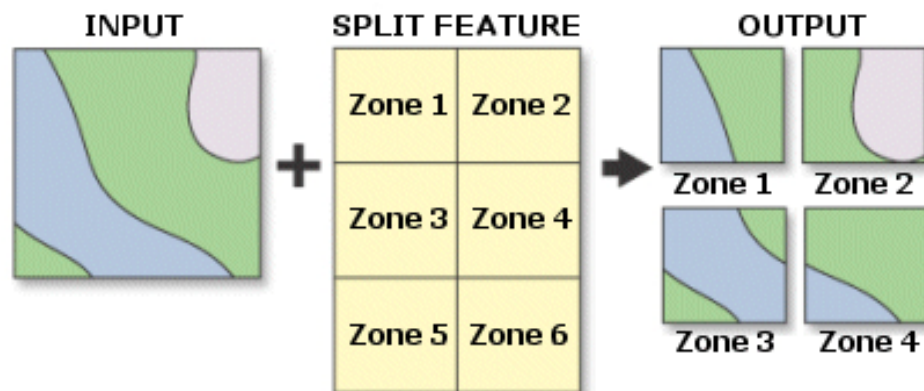 INPUT
SPLIT FEATURE
OUTPUT
Zone 1
Zone 2
Zone 3
Zone 4
Zone 5
Zone 6
Zone 1
Zone 2
Zone 3
Zone 4